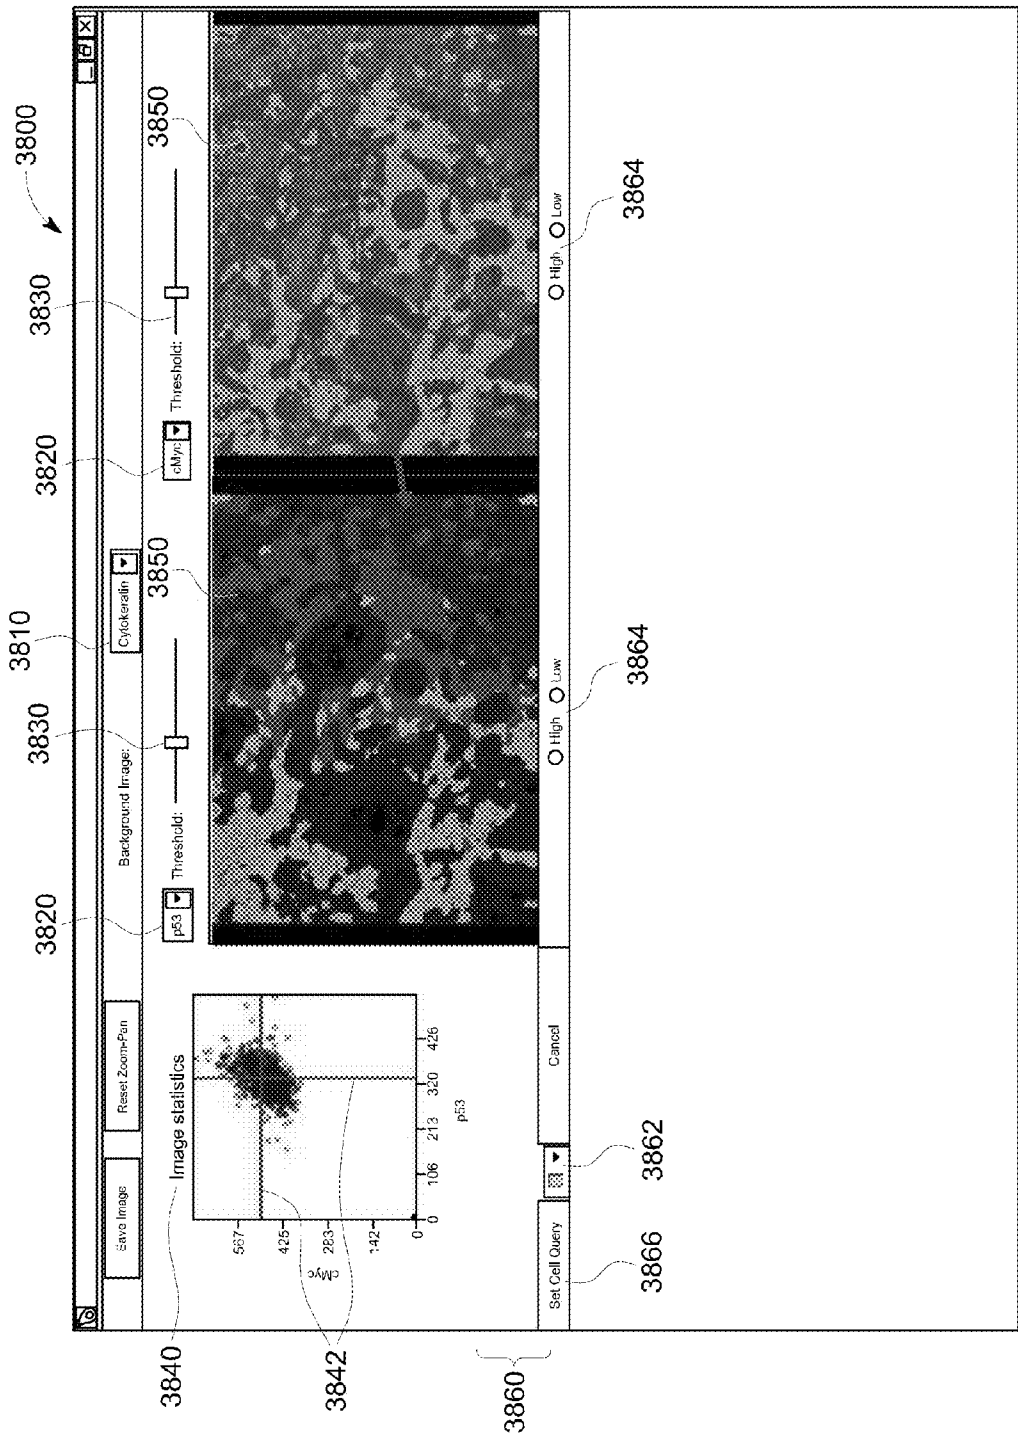 3800
3810
3820
3830
3850
3820
3830
3850
Save Image
Reset Zoom-Pan
Background Image:
Cytokeratin
p53
Threshold:
cMyc
Threshold:
3840
Image statistics
567
425
283
142
0
cMyc
0
106
213
320
426
p53
3842
Set Cell Query
Cancel
High
Low
High
Low
3860
3866
3862
3864
3864